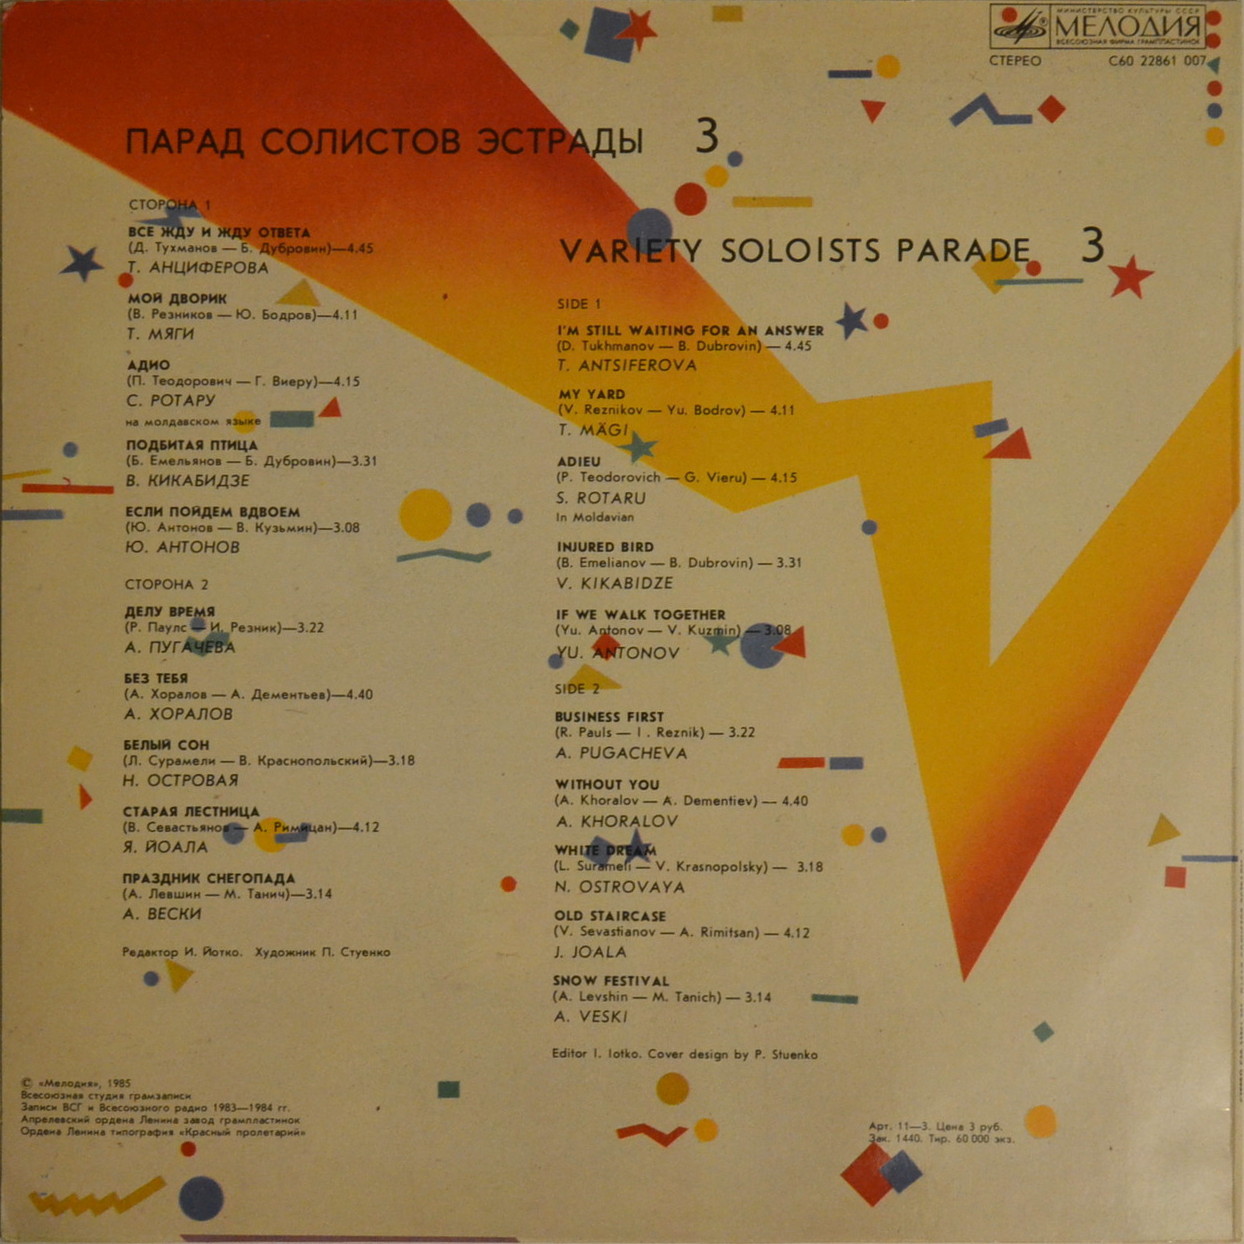 МИНИСТЕРСТВО КУЛЬТУРЫ СССР
МЕЛОДИЯ
ВСЕСОЮЗНАЯ ФИРМА ГРАМПЛАСТИНОК
СТЕРЕО С60 22861 007
ПАРАД СОЛИСТОВ ЭСТРАДЫ 3
СТОРОНА 1
ВСЕ ЖДУ И ЖДУ ОТВЕТА
(Д. Тухманов — Б. Дубровин)—4.45
Т. АНЦИФЕРОВА
МОЙ ДВОРИК
(В. Резников — Ю. Бодров)—4.11
Т. МЯГИ
АДИО
(П. Теодорович — Г. Виеру)—4.15
С. РОТАРУ
на молдавском языке
ПОДБИТАЯ ПТИЦА
(Б. Емельянов — Б. Дубровин)—3.31
В. КИКАБИДЗЕ
ЕСЛИ ПОЙДЕМ ВДВОЕМ
(Ю. Антонов — В. Кузьмин)—3.08
Ю. АНТОНОВ
СТОРОНА 2
ДЕЛУ ВРЕМЯ
(Р. Паулс — И. Резник)—3.22
А. ПУГАЧЕВА
БЕЗ ТЕБЯ
(А. Хоралов — А. Дементьев)—4.40
А. ХОРАЛОВ
БЕЛЫЙ СОН
(Л. Сурамели — В. Краснопольский)—3.18
Н. ОСТРОВАЯ
СТАРАЯ ЛЕСТНИЦА
(В. Севастьянов — А. Римицан)—4.12
Я. ЙОАЛА
ПРАЗДНИК СНЕГОПАДА
(А. Левшин — М. Танич)—3.14
А. ВЕСКИ
Редактор И. Йотко. Художник П. Стуенко
VARIETY SOLOISTS PARADE 3
SIDE 1
I'M STILL WAITING FOR AN ANSWER
(D. Tukhmanov — B. Dubrovin) — 4.45
T. ANTSIFEROVA
MY YARD
(V. Reznikov — Yu. Bodrov) — 4.11
T. MÄGI
ADIEU
(P. Teodorovich — G. Vieru) — 4.15
S. ROTARU
In Moldavian
INJURED BIRD
(B. Emelianov — B. Dubrovin) — 3.31
V. KIKABIDZE
IF WE WALK TOGETHER
(Yu. Antonov — V. Kuzmin) — 3.08
YU. ANTONOV
SIDE 2
BUSINESS FIRST
(R. Pauls — I . Reznik) — 3.22
A. PUGACHEVA
WITHOUT YOU
(A. Khoralov — A. Dementiev) — 4.40
A. KHORALOV
WHITE DREAM
(L. Surameli — V. Krasnopolsky) — 3.18
N. OSTROVAYA
OLD STAIRCASE
(V. Sevastianov — A. Rimitsan) — 4.12
J. JOALA
SNOW FESTIVAL
(A. Levshin — M. Tanich) — 3.14
A. VESKI
Editor I. Iotko. Cover design by P. Stuenko
© «Мелодия», 1985
Всесоюзная студия грамзаписи
Записи ВСГ и Всесоюзного радио 1983—1984 гг.
Апрелевский ордена Ленина завод грампластинок
Ордена Ленина типография «Красный пролетарий»
Арт. 11—3. Цена 3 руб.
Зак. 1440. Тир. 60 000 экз.